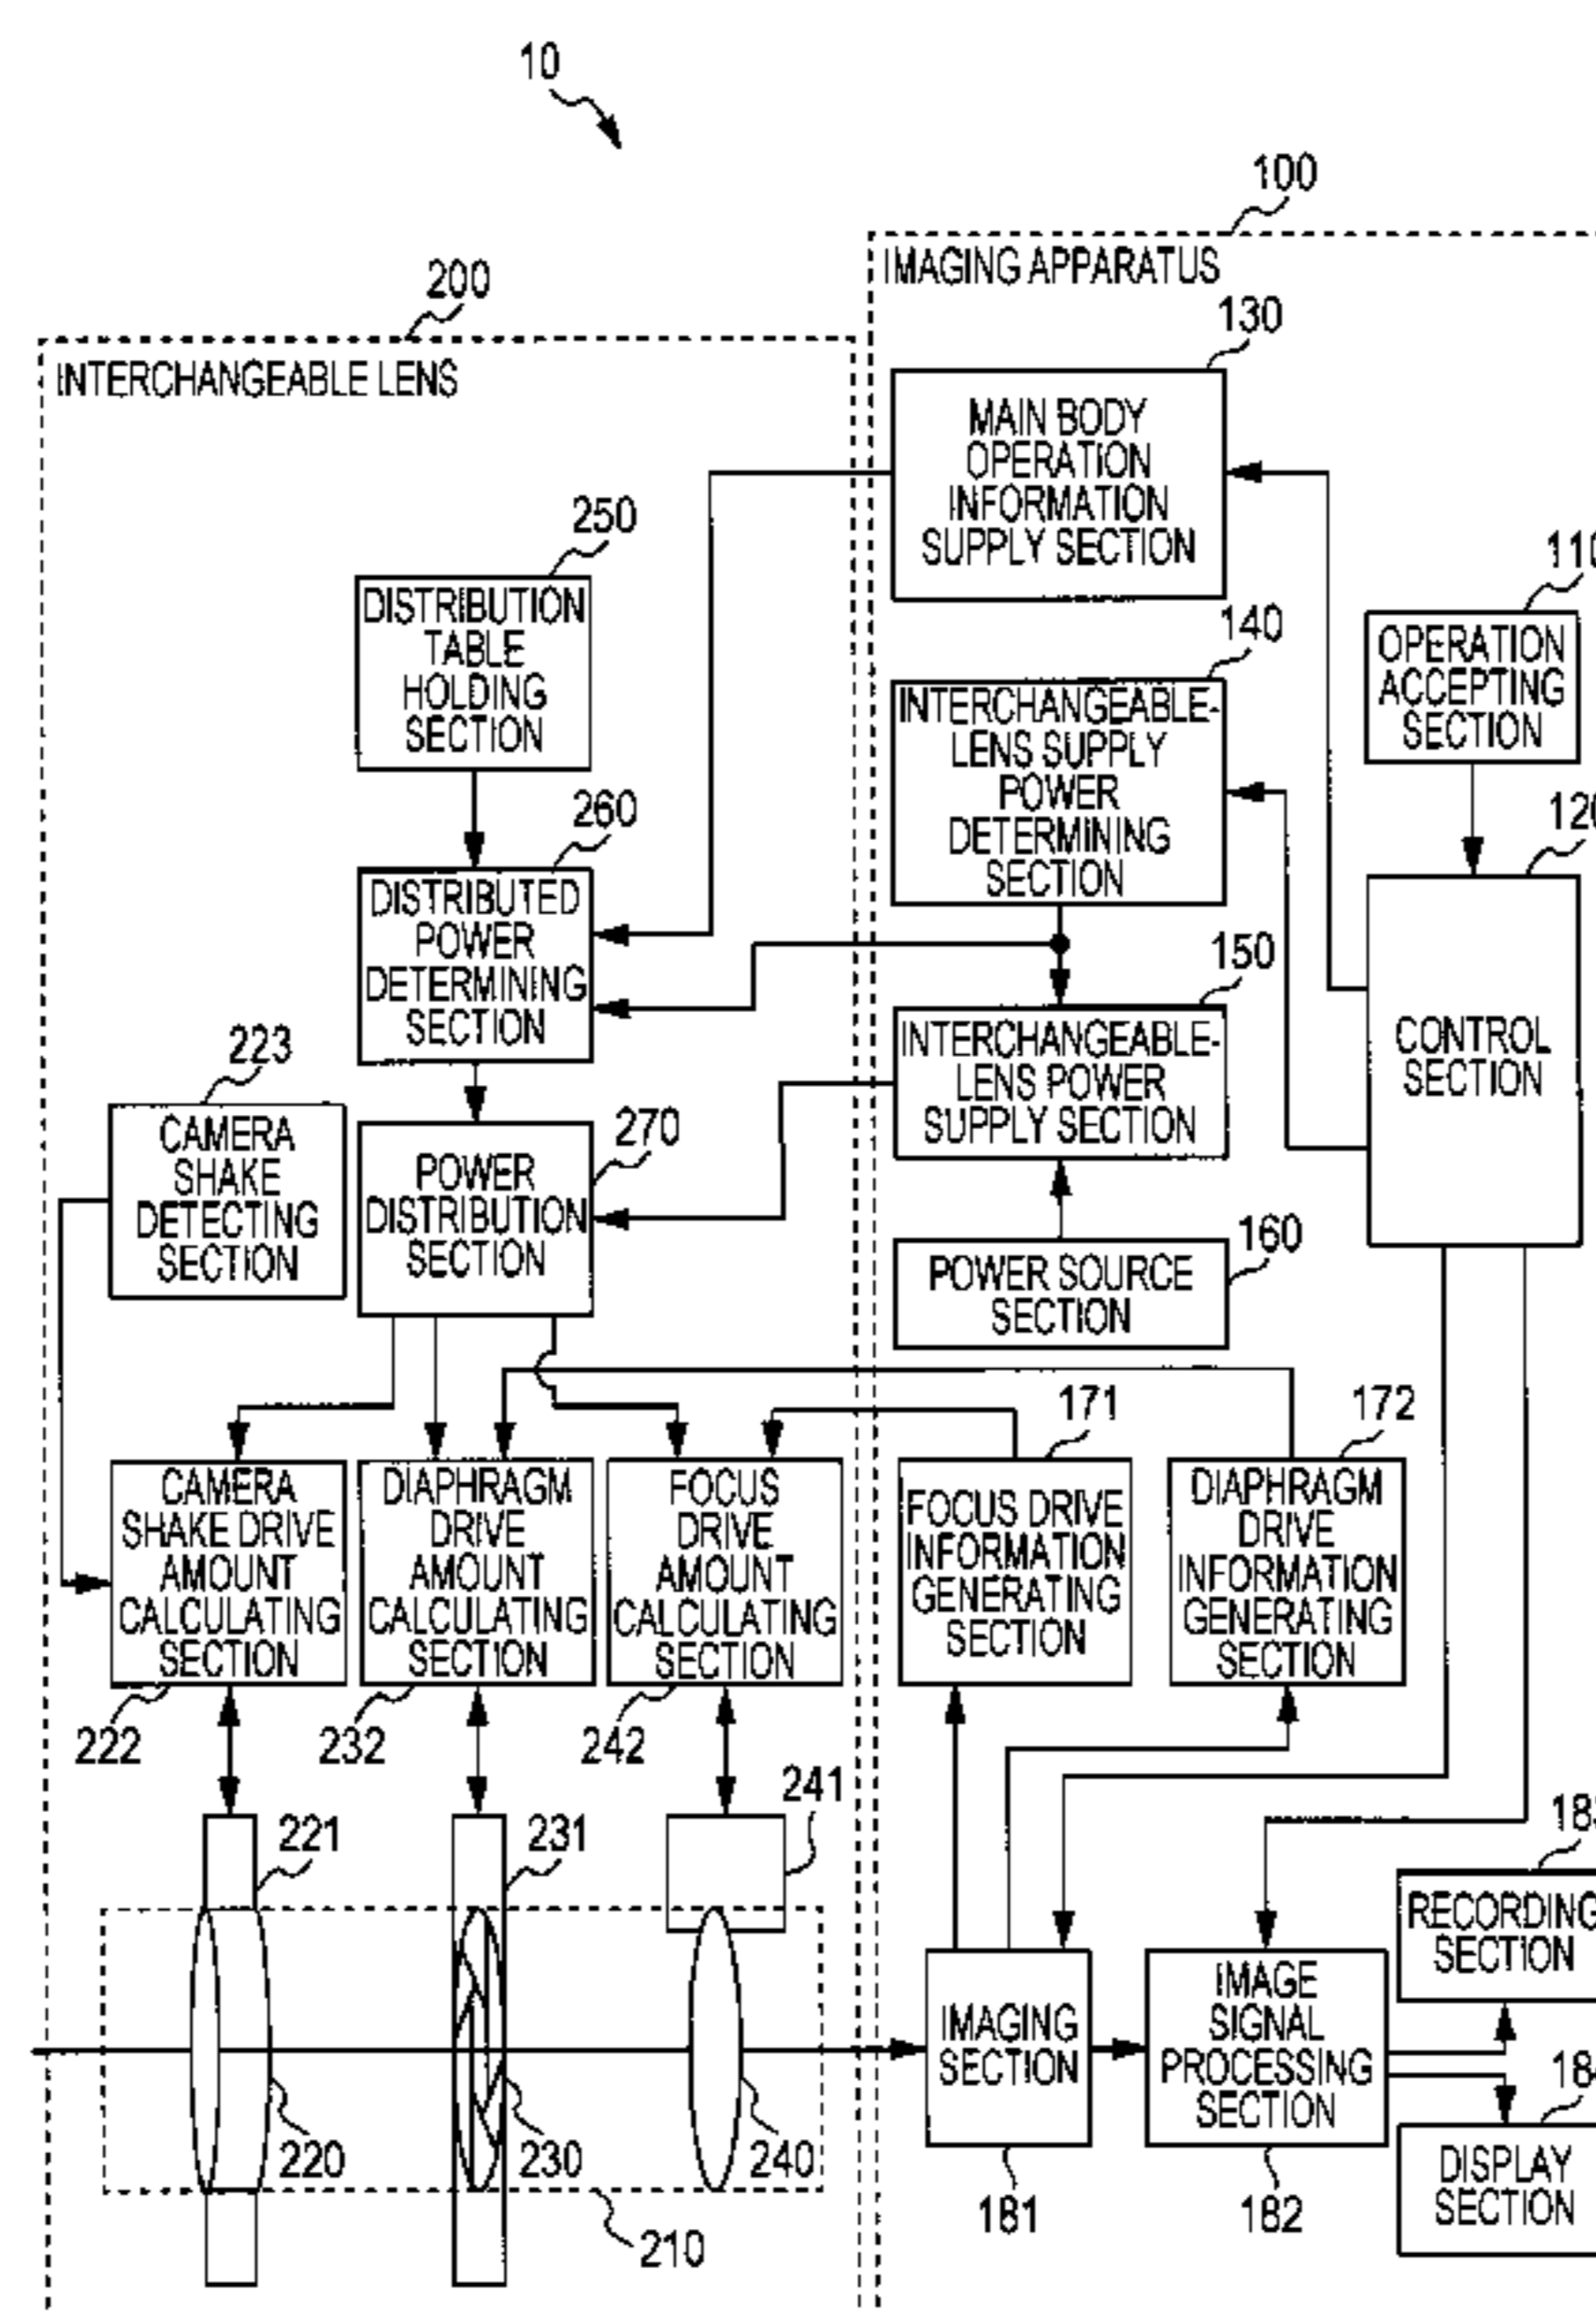 10
100
IMAGING APPARATUS
200
INTERCHANGEABLE LENS
130
MAIN BODY
OPERATION
INFORMATION
SUPPLY SECTION
250
DISTRIBUTION
TABLE
HOLDING
SECTION
140
INTERCHANGEABLE-
LENS SUPPLY
POWER
DETERMINING
SECTION
110
OPERATION
ACCEPTING
SECTION
260
DISTRIBUTED
POWER
DETERMINING
SECTION
120
CONTROL
SECTION
150
INTERCHANGEABLE-
LENS POWER
SUPPLY SECTION
223
CAMERA
SHAKE
DETECTING
SECTION
270
POWER
DISTRIBUTION
SECTION
160
POWER SOURCE
SECTION
171
172
CAMERA
SHAKE DRIVE
AMOUNT
CALCULATING
SECTION
DIAPHRAGM
DRIVE
AMOUNT
CALCULATING
SECTION
FOCUS
DRIVE
AMOUNT
CALCULATING
SECTION
FOCUS DRIVE
INFORMATION
GENERATING
SECTION
DIAPHRAGM
DRIVE
INFORMATION
GENERATING
SECTION
222
232
242
241
221
231
RECORDING
SECTION
IMAGING
SECTION
IMAGE
SIGNAL
PROCESSING
SECTION
DISPLAY
SECTION
220
230
240
181
182
210